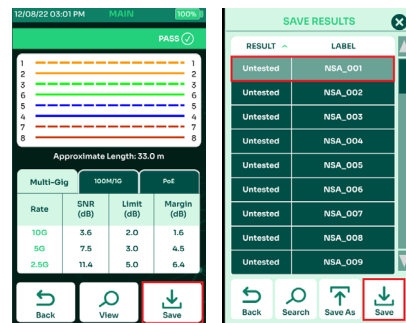 12/08/22 03:01 PM MAIN 100%
PASS
1 1
2 2
3 3
6 6
5 5
4 4
7 7
8 8
Approximate Length: 33.0 m
Multi-Gig 100M/1G PoE
Rate SNR (dB) Limit (dB) Margin (dB)
10G 3.6 2.0 1.6
5G 7.5 3.0 4.5
2.5G 11.4 5.0 6.4
Back View Save
SAVE RESULTS
RESULT LABEL
Untested NSA_001
Untested NSA_002
Untested NSA_003
Untested NSA_004
Untested NSA_005
Untested NSA_006
Untested NSA_007
Untested NSA_008
Untested NSA_009
Back Search Save As Save